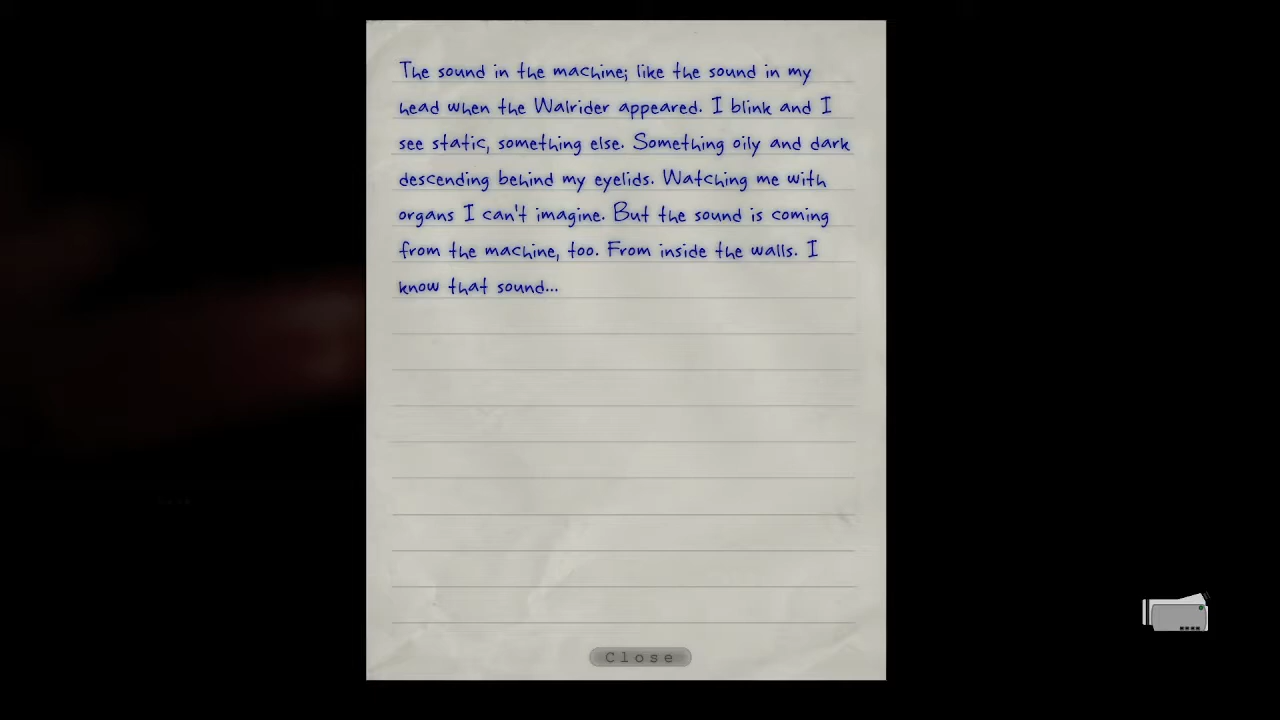 The sound in the machine; like the sound in my
head when the Walrider appeared. I blink and I
see static, something else. Something oily and dark
descending behind my eyelids. Watching me with
organs I can't imagine. But the sound is coming
from the machine, too. From inside the walls. I
know that sound...
Close